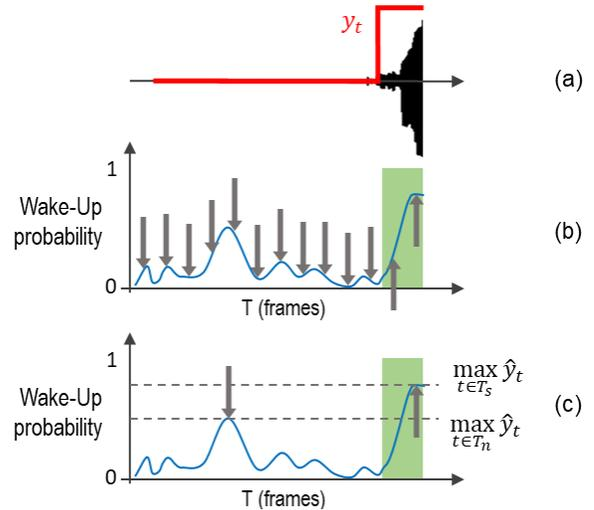 y_t
(a)
1
Wake-Up
probability
(b)
0
T (frames)
1
max ŷ_t
t∈T_s
Wake-Up
probability
(c)
max ŷ_t
t∈T_n
0
T (frames)